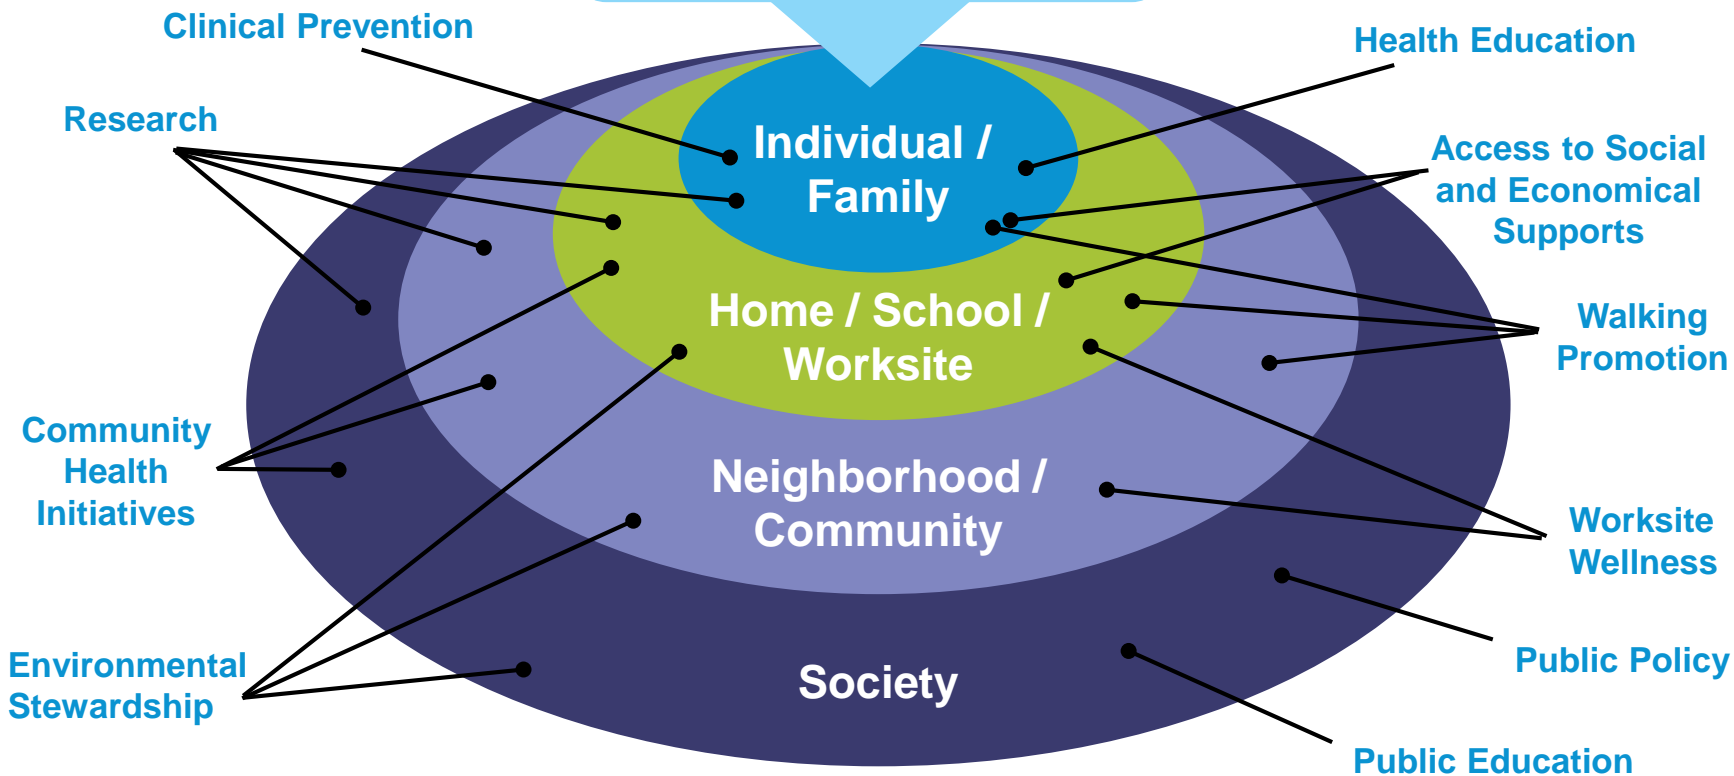 Clinical Prevention
Health Education
Research
Individual /
Family
Access to Social
and Economical
Supports
Home / School /
Worksite
Walking
Promotion
Community
Health
Initiatives
Neighborhood /
Community
Worksite
Wellness
Environmental
Stewardship
Society
Public Policy
Public Education